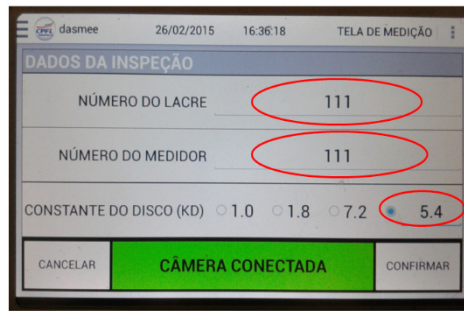 CPFL dasmee 26/02/2015 16:36:18 TELA DE MEDIÇÃO
DADOS DA INSPEÇÃO
NÚMERO DO LACRE 111
NÚMERO DO MEDIDOR 111
CONSTANTE DO DISCO (KD) 1.0 1.8 7.2 5.4
CANCELAR CÂMERA CONECTADA CONFIRMAR